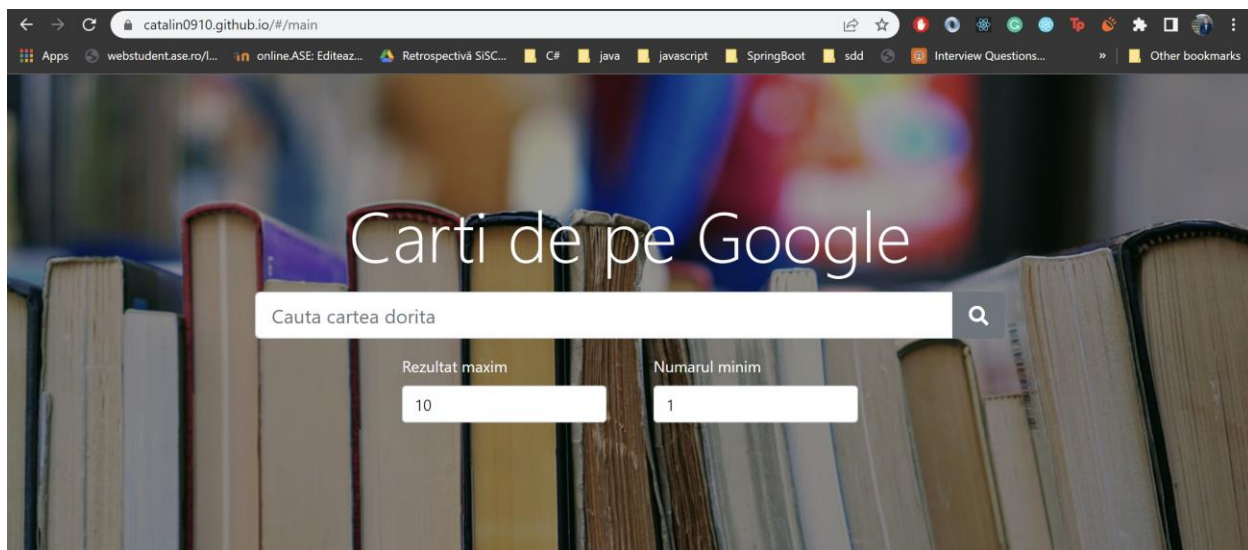 catalin0910.github.io/#/main
Apps webstudent.ase.ro/l... online.ASE: Editeaz... Retrospectivă SiSC... C# java javascript SpringBoot sdd Interview Questions... » Other bookmarks
Carti de pe Google
Cauta cartea dorita
Rezultat maxim Numarul minim
10 1